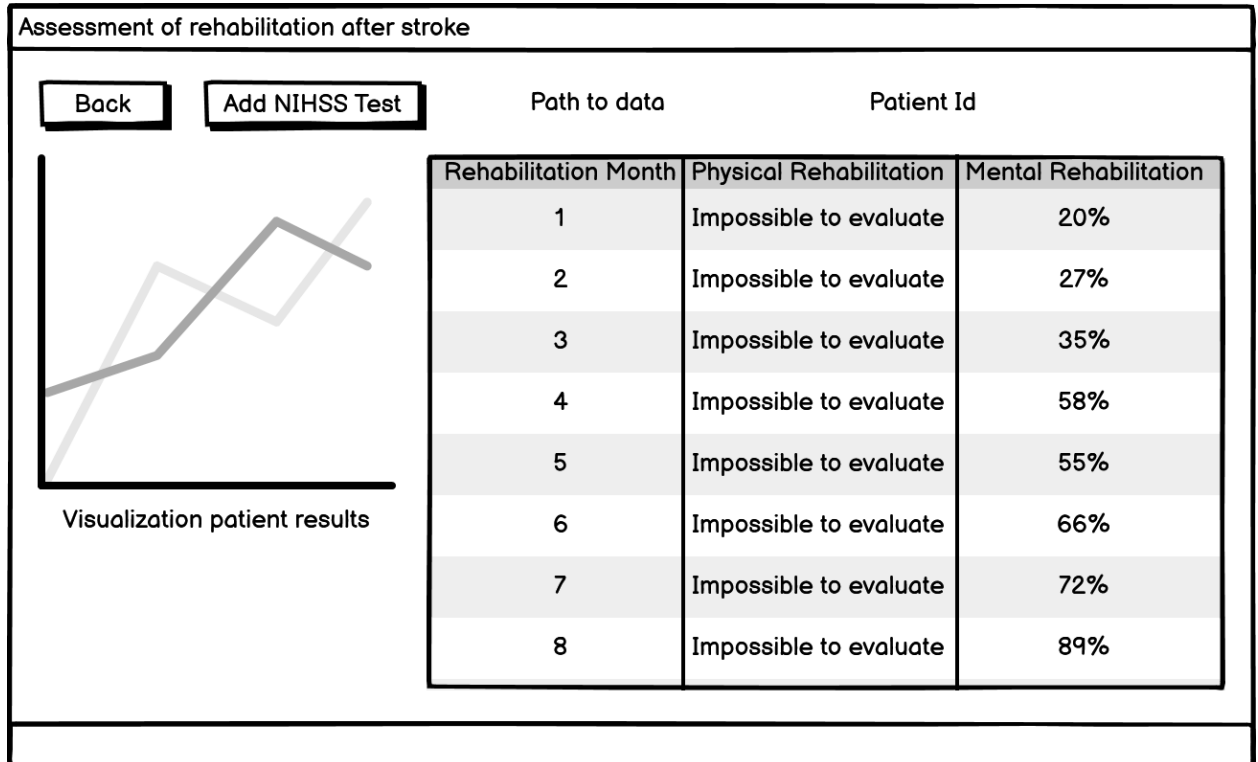 Assessment of rehabilitation after stroke
Back Add NIHSS Test Path to data Patient Id
Rehabilitation Month Physical Rehabilitation Mental Rehabilitation
1 Impossible to evaluate 20%
2 Impossible to evaluate 27%
3 Impossible to evaluate 35%
4 Impossible to evaluate 58%
5 Impossible to evaluate 55%
6 Impossible to evaluate 66%
7 Impossible to evaluate 72%
8 Impossible to evaluate 89%
Visualization patient results